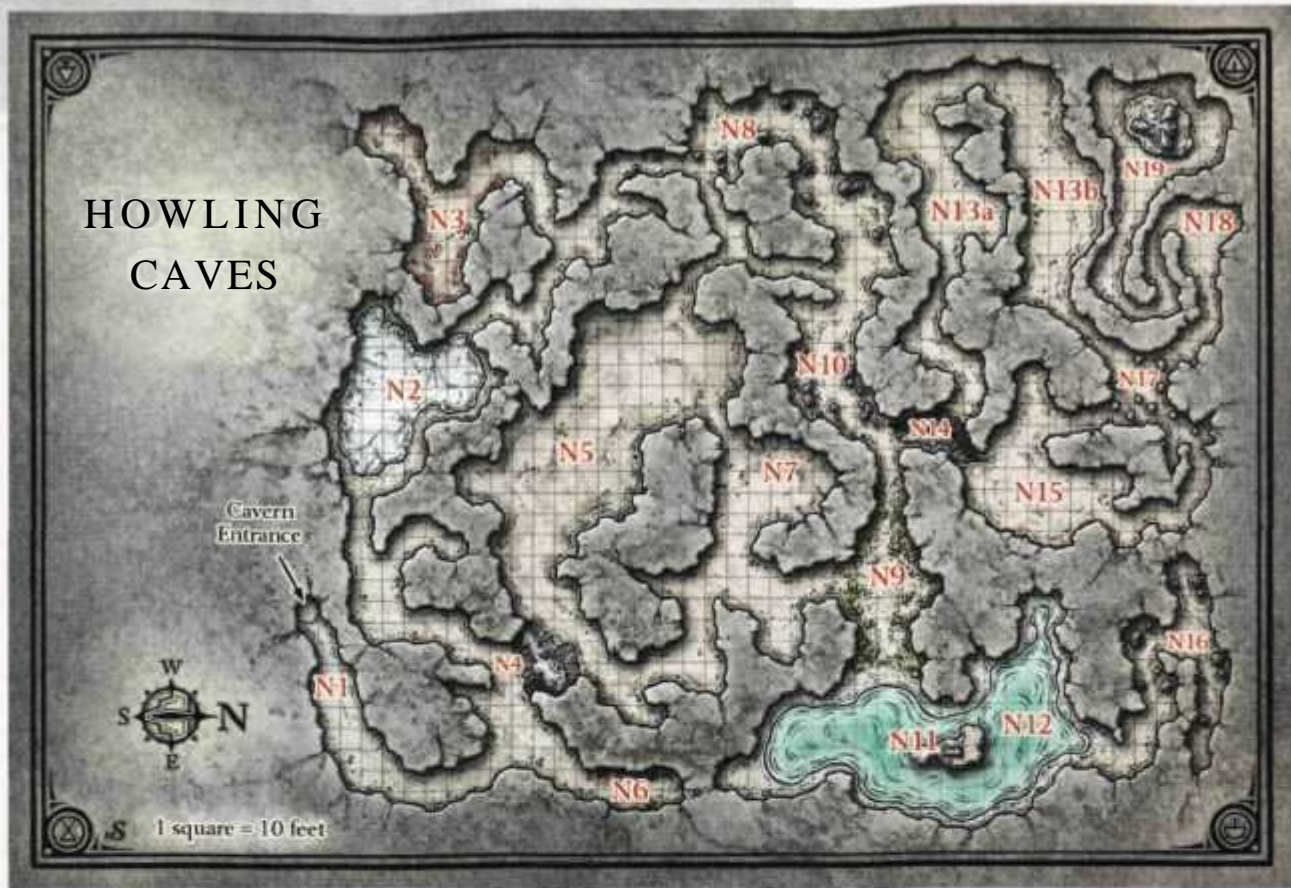 HOWLING
CAVES
N8
N19
N13b
N3
N13a
N18
N10
N17
N2
N14
N5
N7
N15
Cavern
Entrance
N9
N16
N4
W
N1
S
N
N12
N11
E
N6
S
1 square = 10 feet